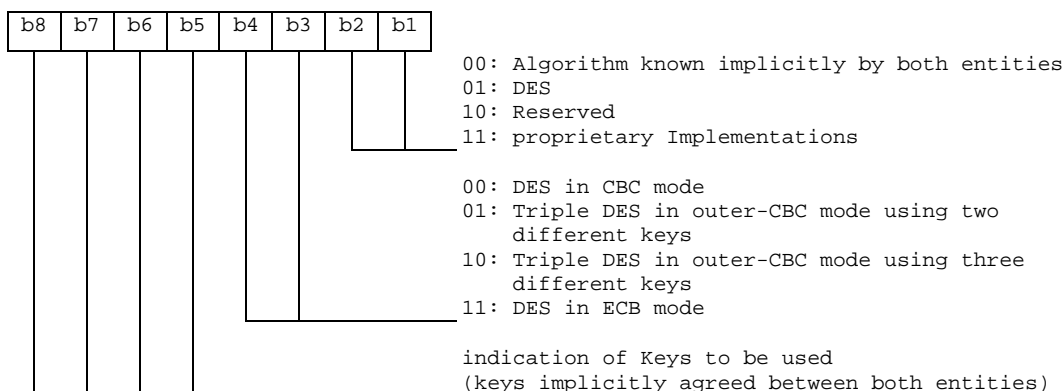 b8 b7 b6 b5 b4 b3 b2 b1
00: Algorithm known implicitly by both entities
01: DES
10: Reserved
11: proprietary Implementations
00: DES in CBC mode
01: Triple DES in outer-CBC mode using two
different keys
10: Triple DES in outer-CBC mode using three
different keys
11: DES in ECB mode
indication of Keys to be used
(keys implicitly agreed between both entities)